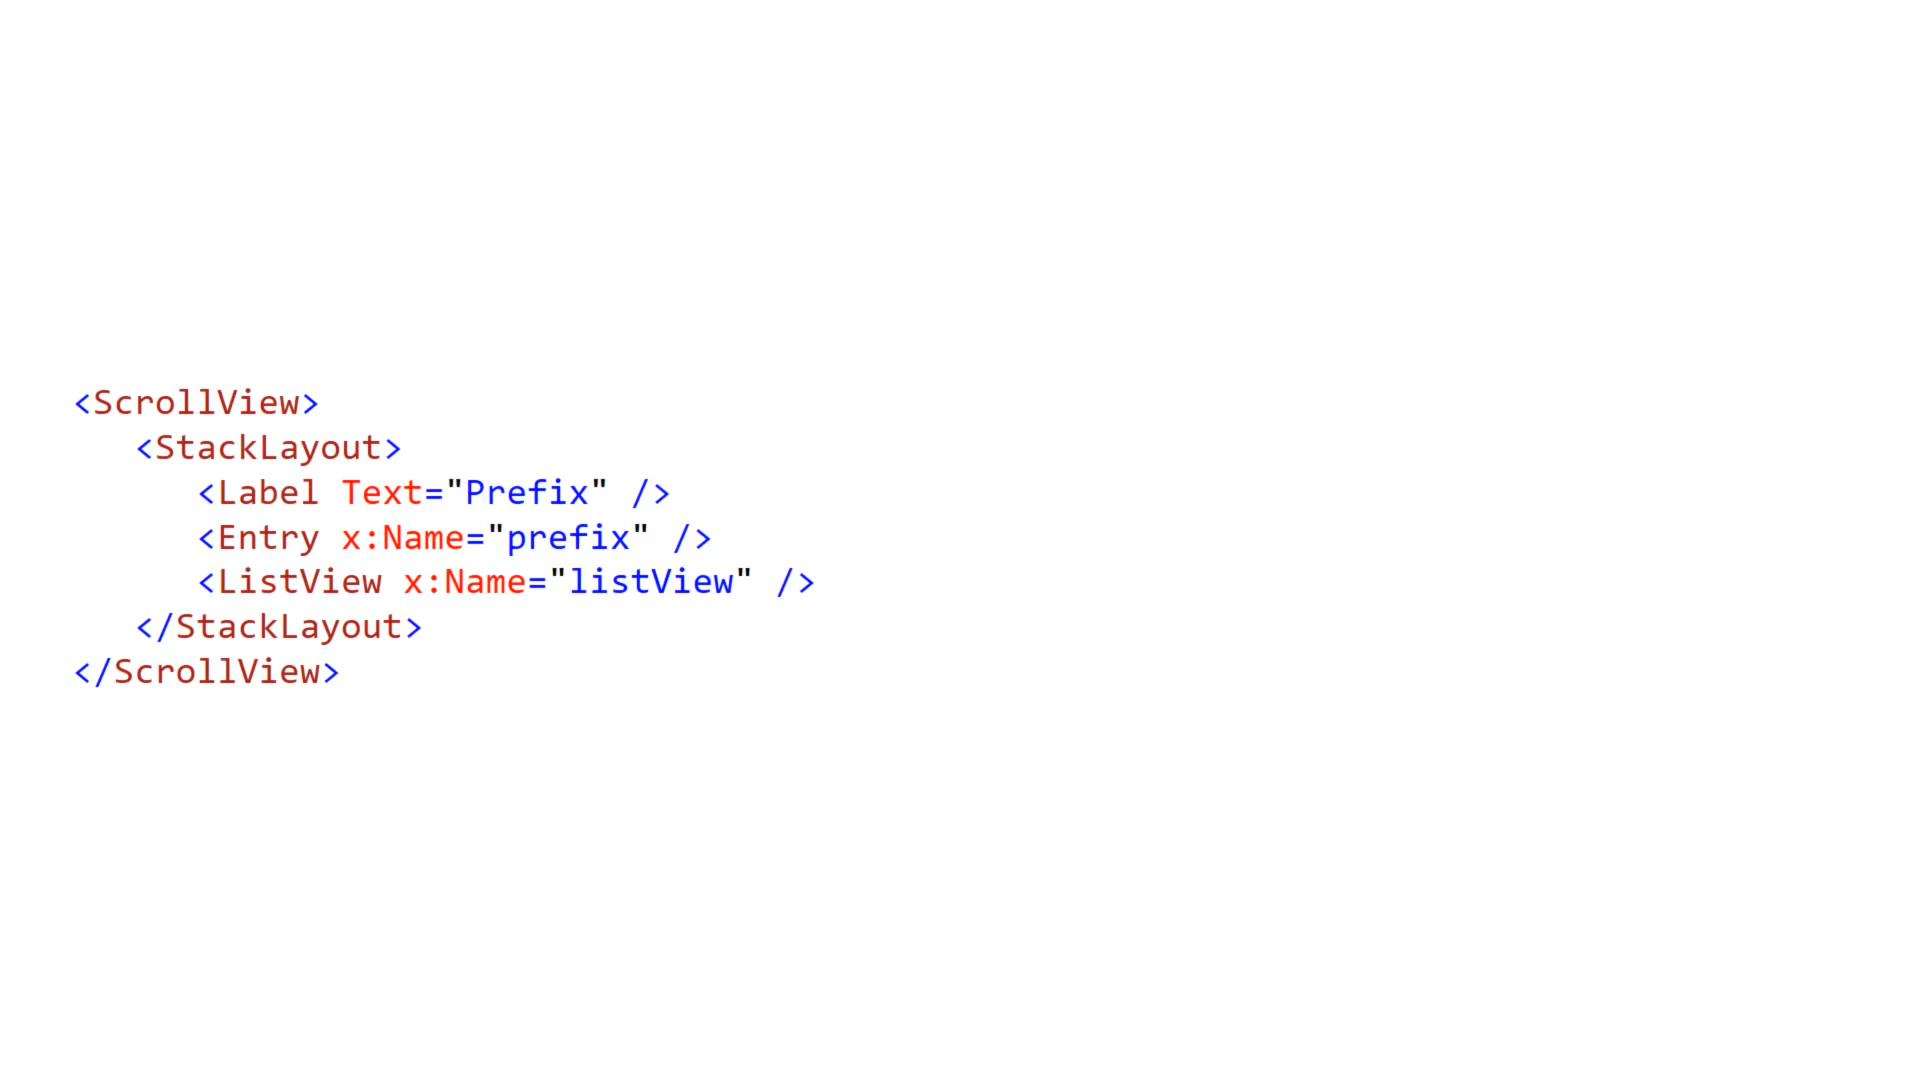 <ScrollView>
<StackLayout>
<Label Text="Prefix" />
<Entry x:Name="prefix" />
<ListView x:Name="listView" />
</StackLayout>
</ScrollView>